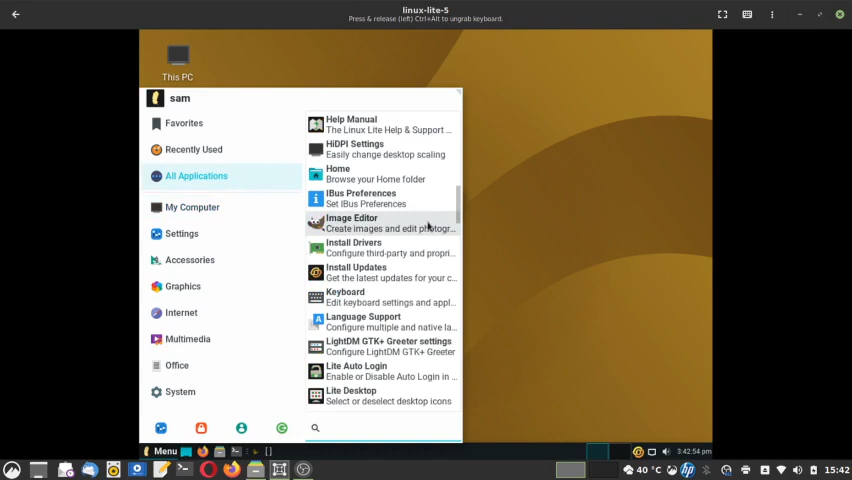 linux-lite-5
Press & release (left) Ctrl+Alt to ungrab keyboard.
This PC
sam
Favorites
Recently Used
All Applications
My Computer
Settings
Accessories
Graphics
Internet
Multimedia
Office
System
Help Manual
The Linux Lite Help & Support ...
HiDPI Settings
Easily change desktop scaling
Home
Browse your Home folder
IBus Preferences
Set IBus Preferences
Image Editor
Create images and edit photogr...
Install Drivers
Configure third-party and propri...
Install Updates
Get the latest updates for your c...
Keyboard
Edit keyboard settings and appl...
Language Support
Configure multiple and native la...
LightDM GTK+ Greeter settings
Configure LightDM GTK+ Greeter
Lite Auto Login
Enable or Disable Auto Login in ...
Lite Desktop
Select or deselect desktop icons
Menu
3:42:54 pm
40 °C
15:42